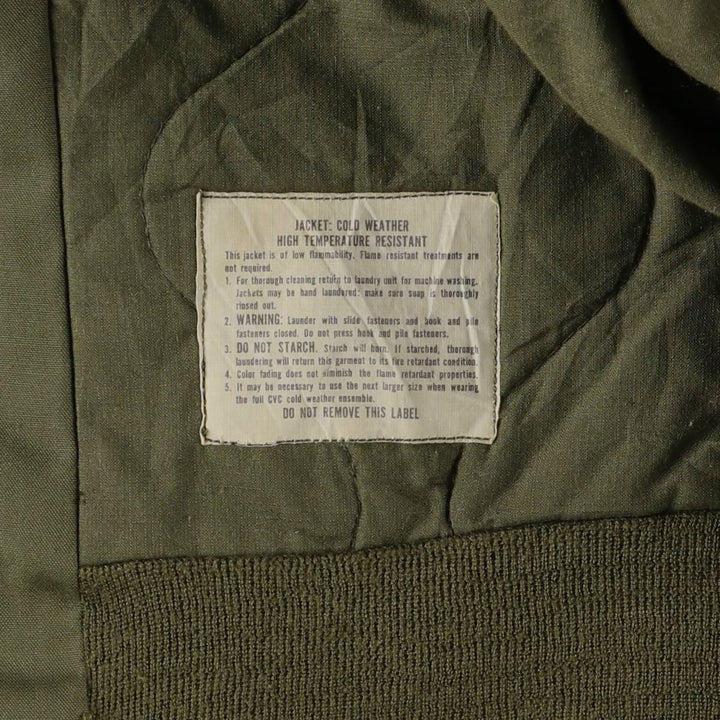 JACKET: COLD WEATHER
HIGH TEMPERATURE RESISTANT
This jacket is of low flammability. Flame resistant treatments are
not required.
1. For thorough cleaning return to laundry unit for machine washing.
Jackets may be hand laundered: make sure soap is thoroughly
rinsed out.
2. WARNING: Launder with slide fasteners and hook and pile
fasteners closed. Do not press hook and pile fasteners.
3. DO NOT STARCH. Starch will burn. If starched, thorough
laundering will return this garment to its fire retardant condition.
4. Color fading does not diminish the flame retardant properties.
5. It may be necessary to use the next larger size when wearing
the full CVC cold weather ensemble.
DO NOT REMOVE THIS LABEL